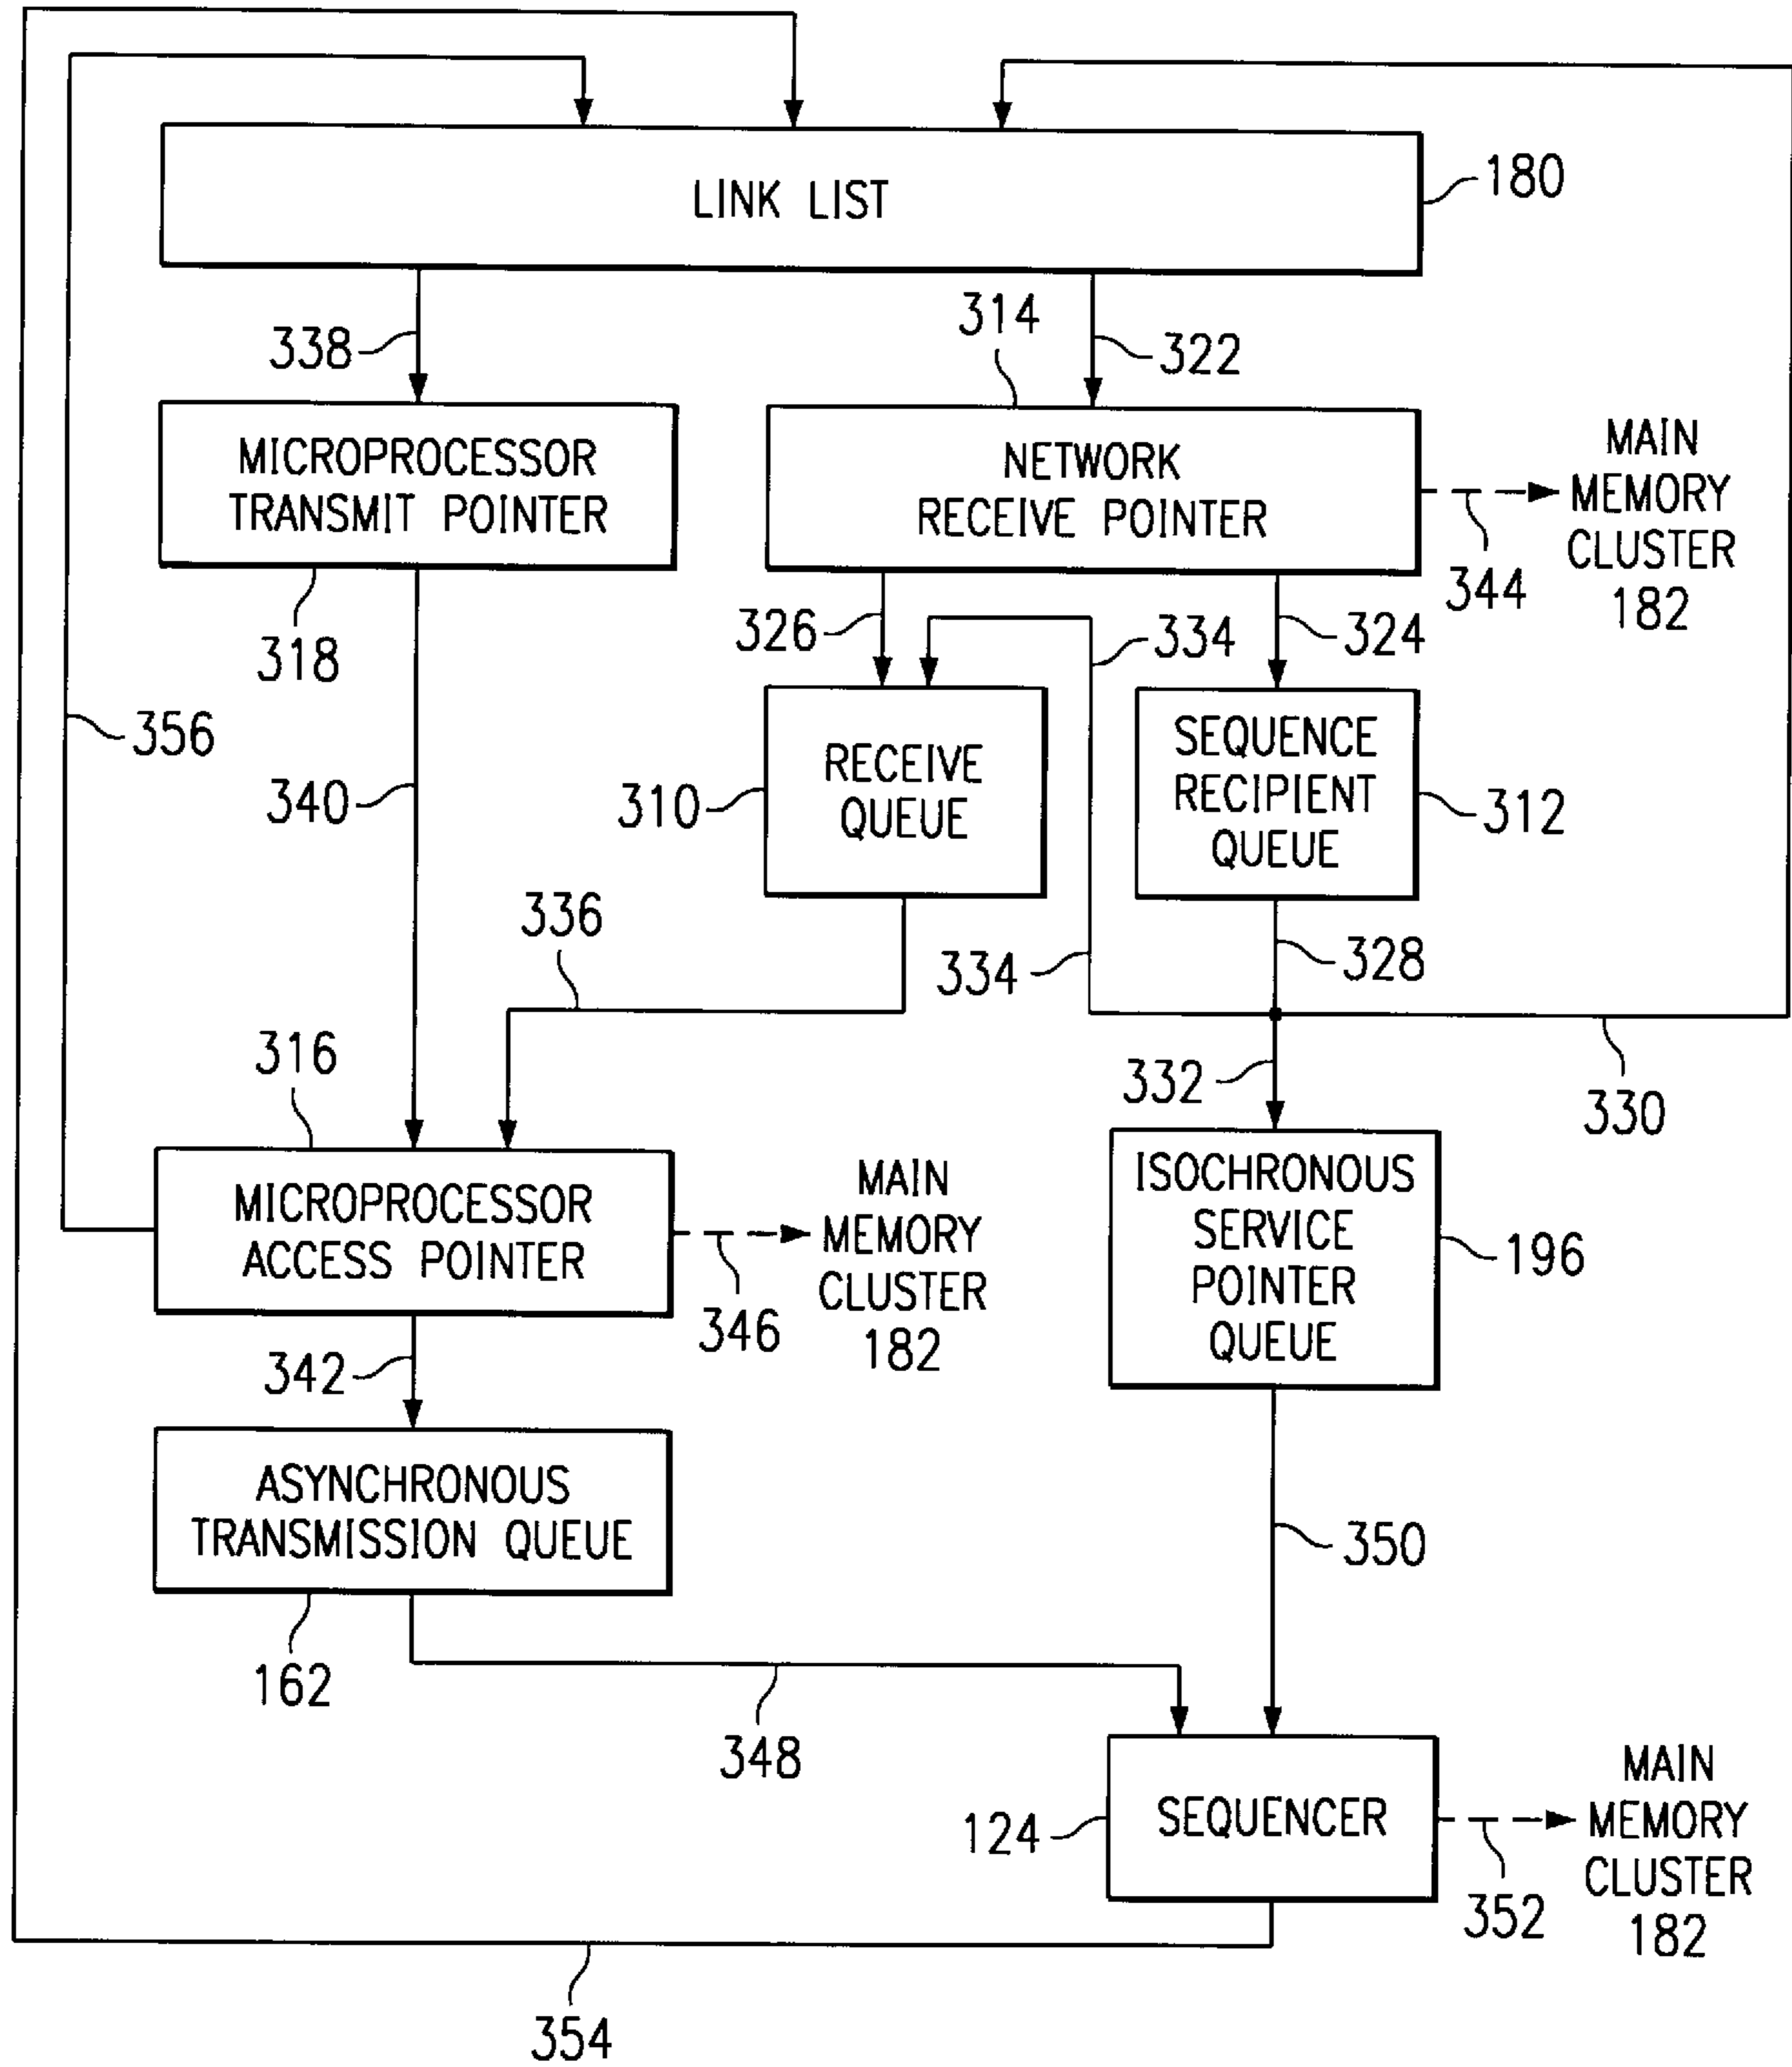 LINK LIST
180
338
314
322
MICROPROCESSOR
TRANSMIT POINTER
318
NETWORK
RECEIVE POINTER
344
MAIN
MEMORY
CLUSTER
182
326
334
324
356
340
310
RECEIVE
QUEUE
SEQUENCE
RECIPIENT
QUEUE
312
336
334
328
316
332
330
MICROPROCESSOR
ACCESS POINTER
346
MAIN
MEMORY
CLUSTER
182
ISOCHRONOUS
SERVICE
POINTER
QUEUE
196
342
ASYNCHRONOUS
TRANSMISSION QUEUE
162
350
348
124
SEQUENCER
352
MAIN
MEMORY
CLUSTER
182
354